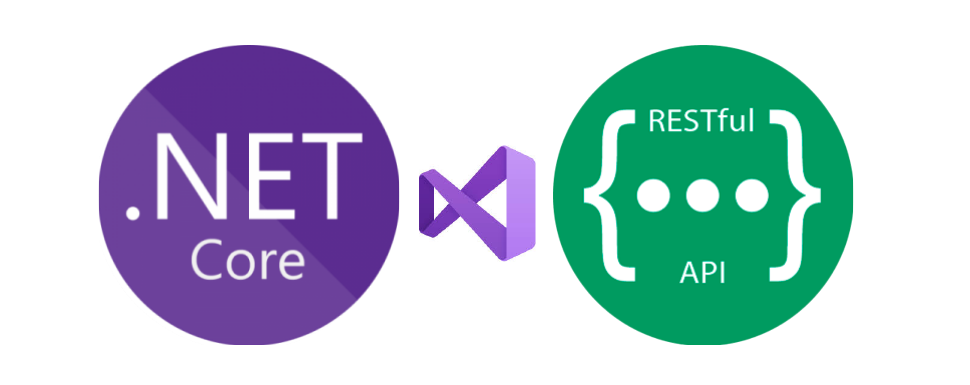 .NET
Core
RESTful
{...}
API